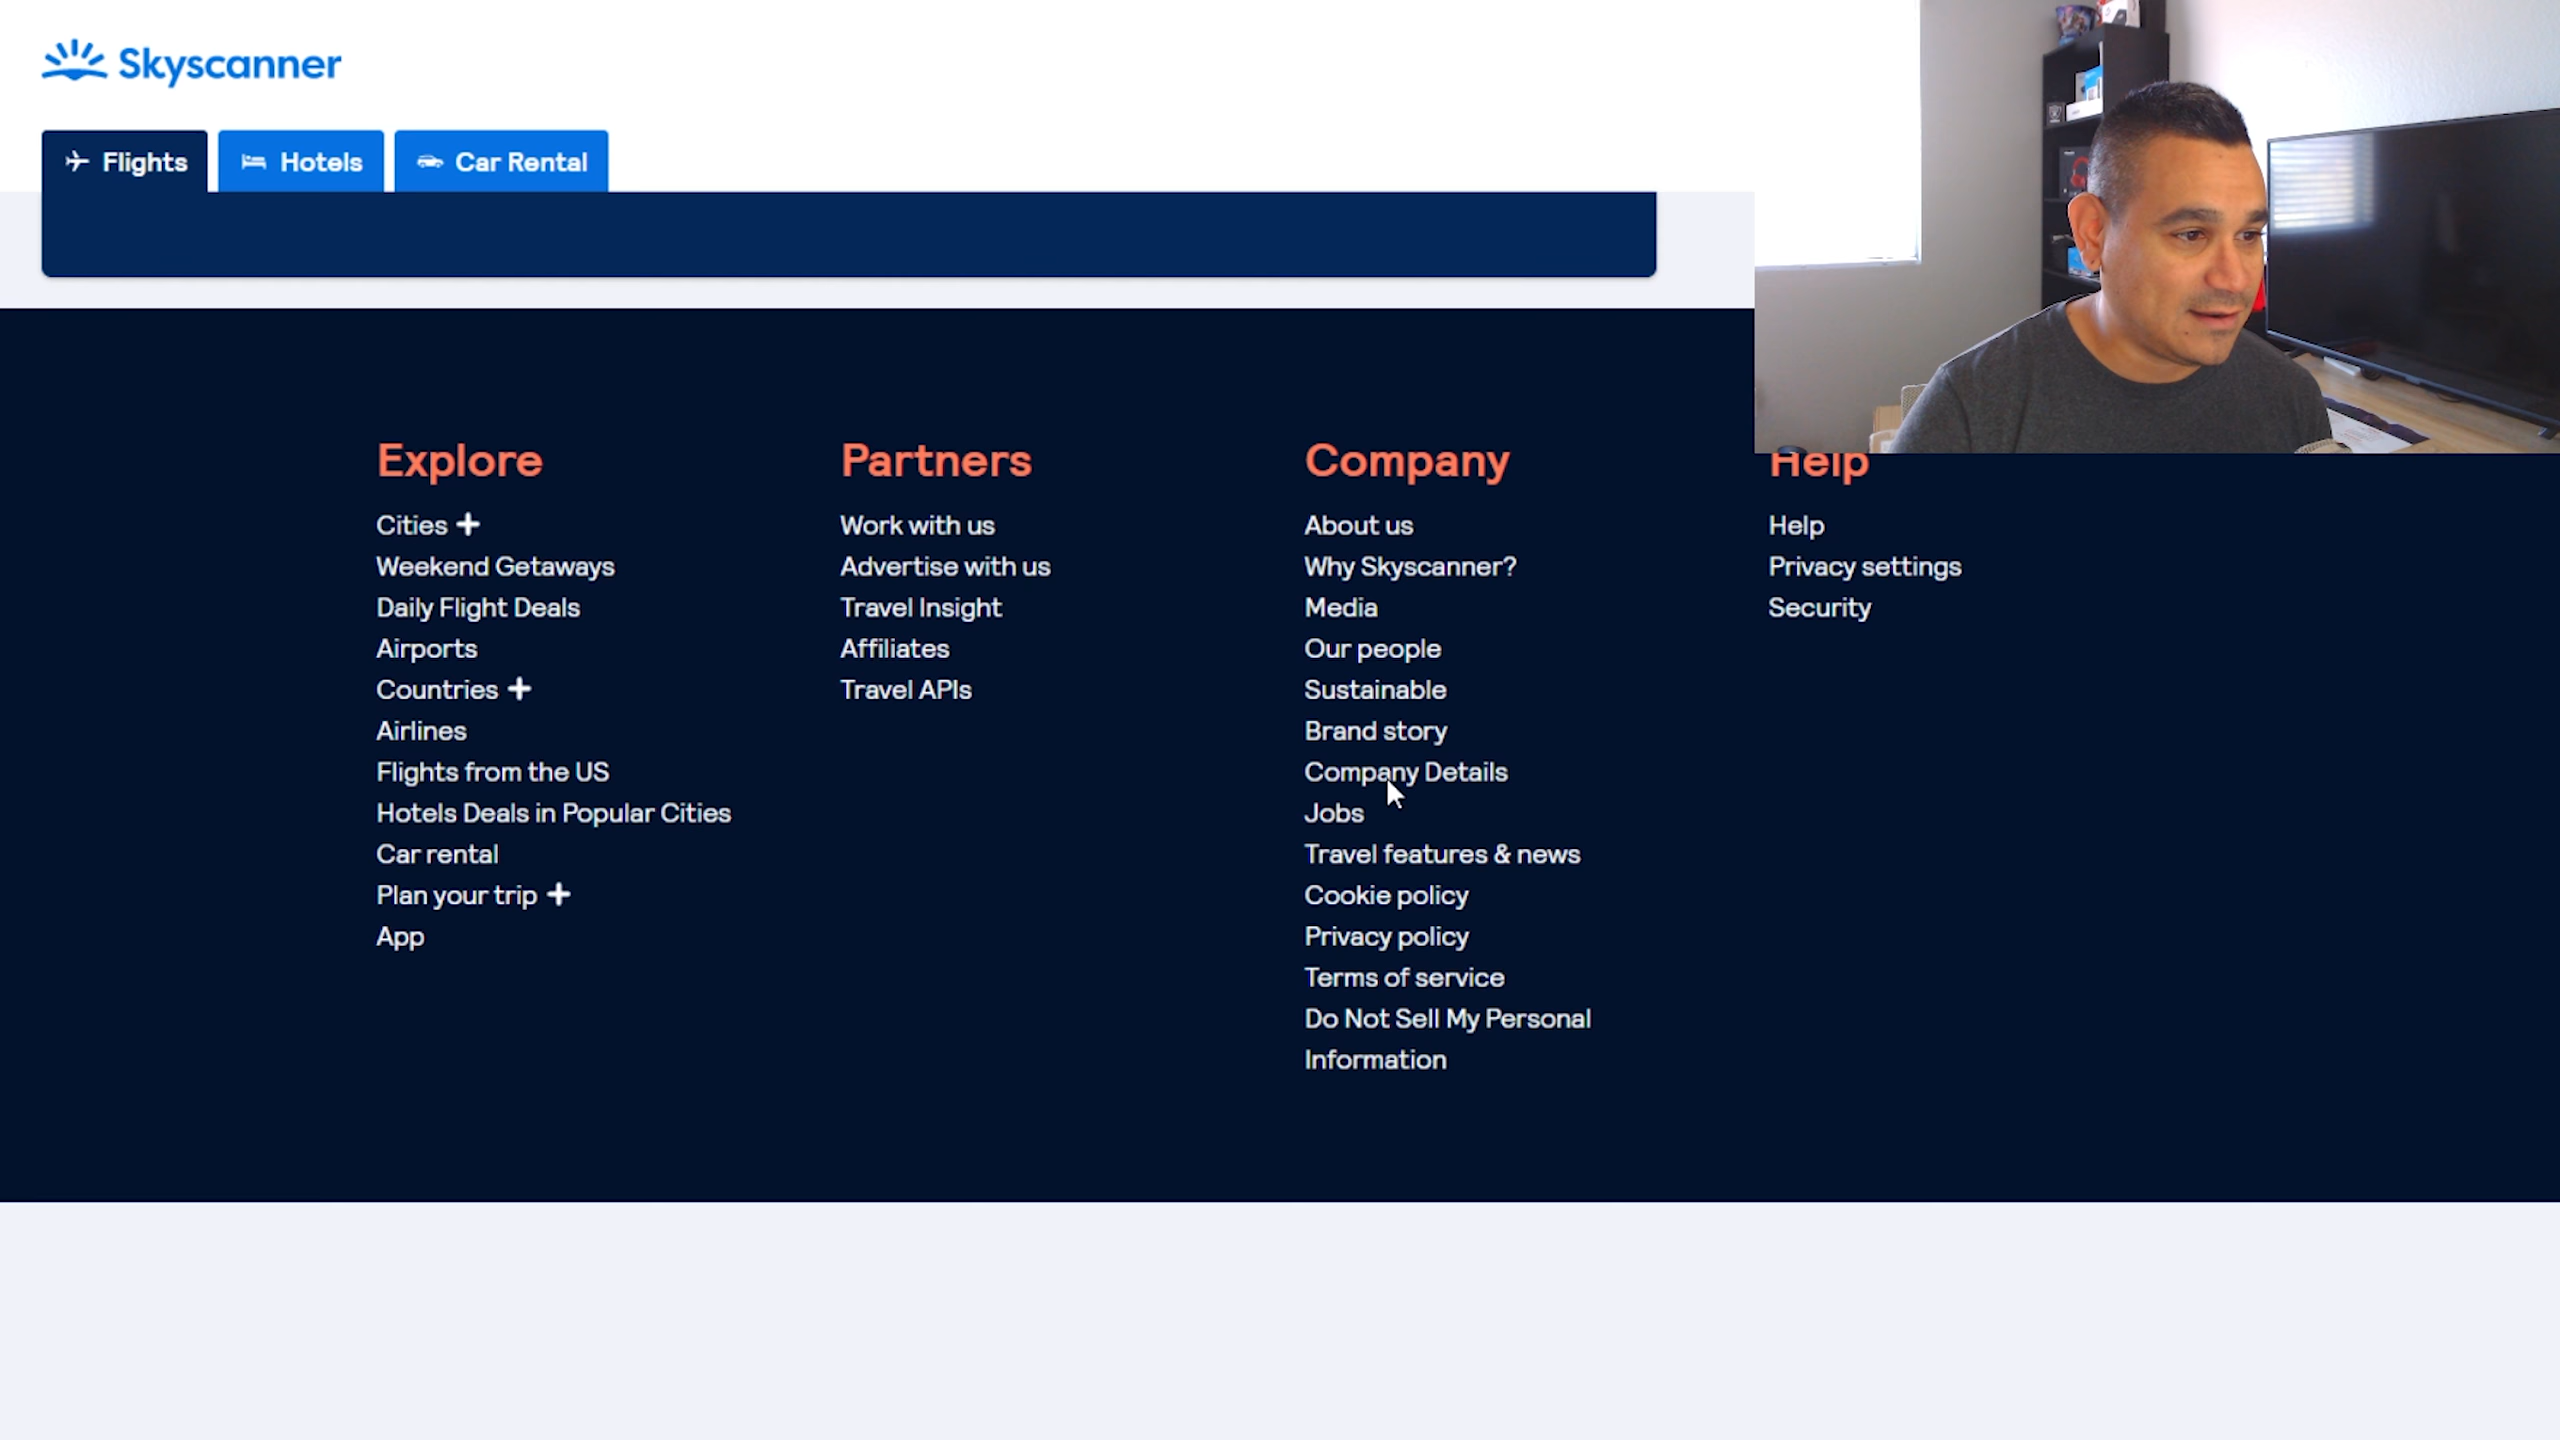 Skyscanner
Flights
Hotels
Car Rental
Explore
Cities
Weekend Getaways
Daily Flight Deals
Airports
Countries
Airlines
Flights from the US
Hotels Deals in Popular Cities
Car rental
Plan your trip
App
Partners
Work with us
Advertise with us
Travel Insight
Affiliates
Travel APIs
Company
About us
Why Skyscanner?
Media
Our people
Sustainable
Brand story
Company Details
Jobs
Travel features & news
Cookie policy
Privacy policy
Terms of service
Do Not Sell My Personal
Information
Help
Help
Privacy settings
Security